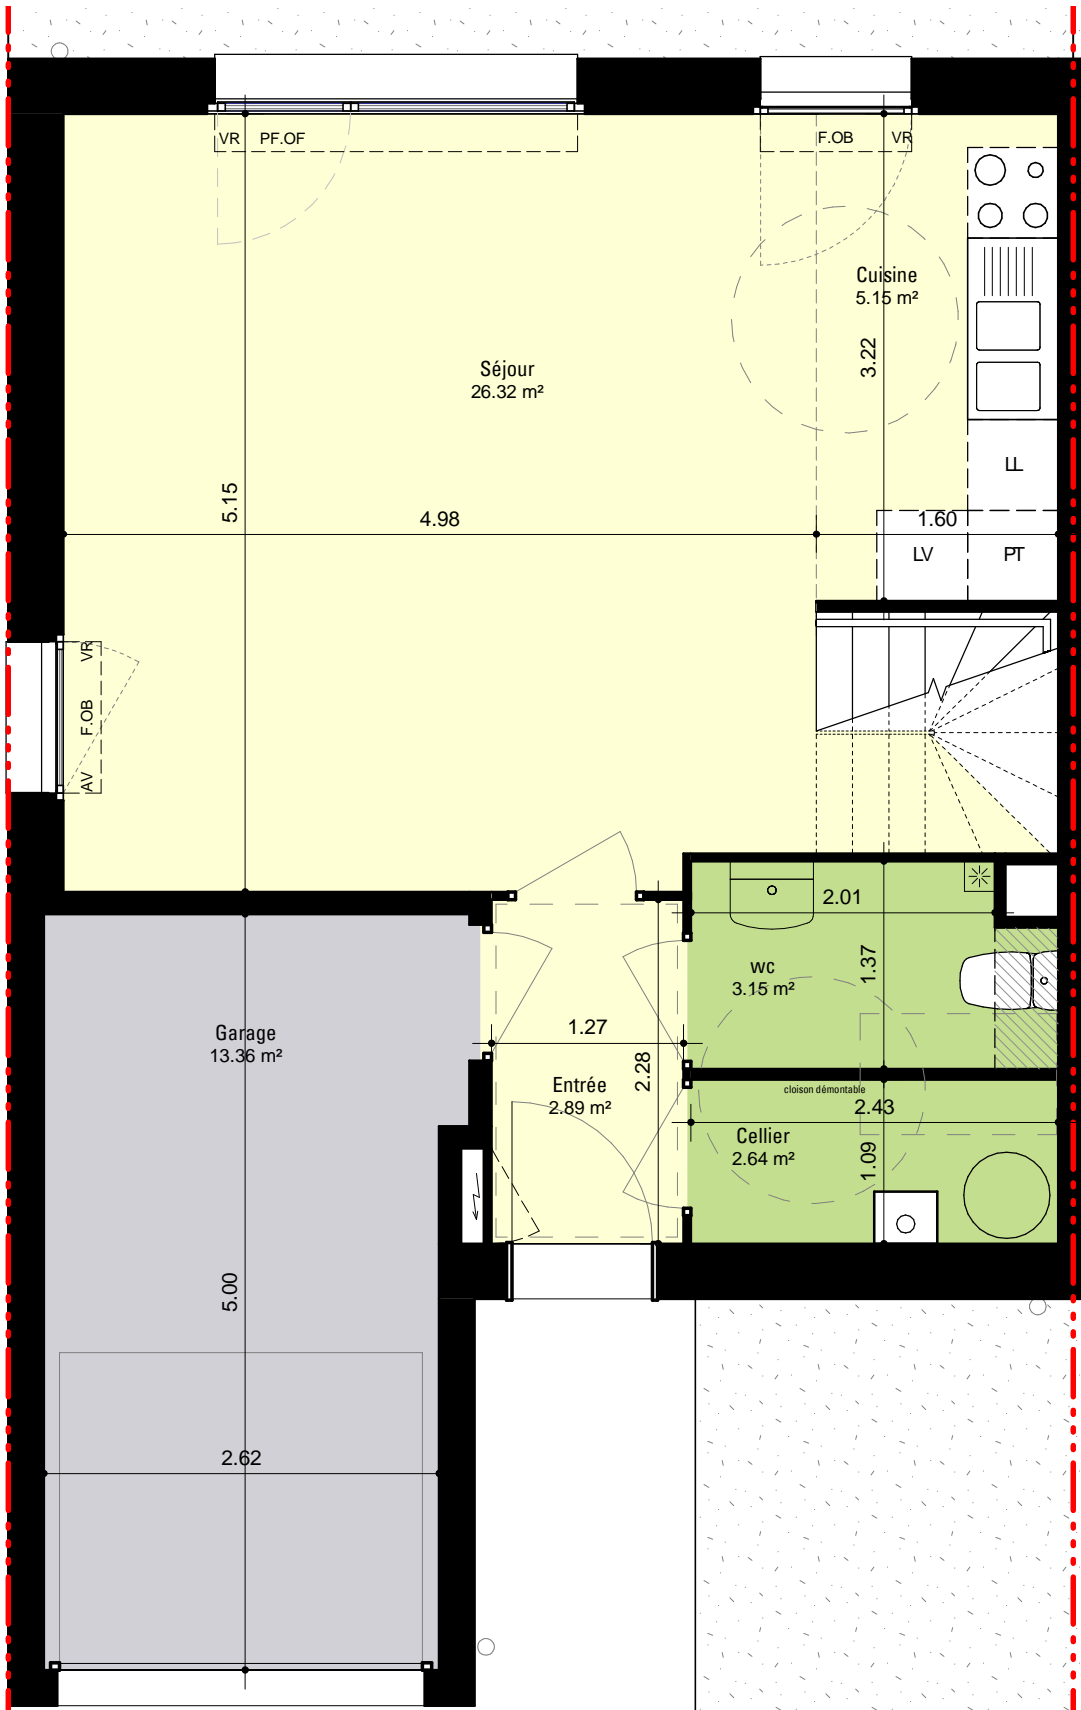 VR PF.OF
F.OB VR
Cuisine
5.15 m²
3.22
Séjour
26.32 m²
LL
5.15
4.98
1.60
LV
PT
VR
F.OB
AV
2.01
1.37
wc
3.15 m²
Garage
13.36 m²
1.27
2.28
Entrée
2.89 m²
cloison démontable
2.43
Cellier
2.64 m²
1.09
5.00
2.62